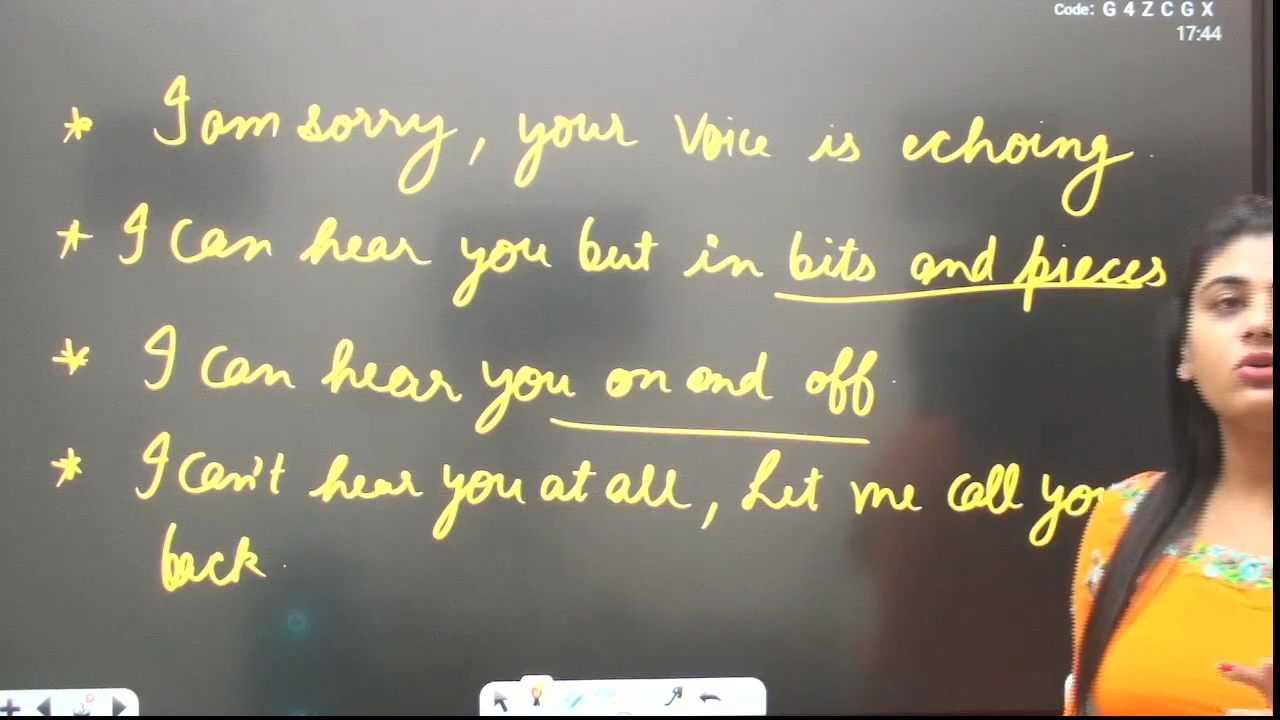 Code: G 4 Z C G X
17:44
* I am sorry, your voice is echoing.
* I can hear you but in bits and pieces
* I can hear you on and off.
* I can't hear you at all, Let me call you
back.